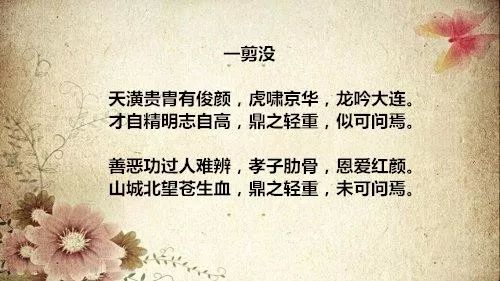 一剪没
天潢贵胄有俊颜，虎啸京华，龙吟大连。
才自精明志自高，鼎之轻重，似可问焉。
善恶功过人难辨，孝子肋骨，恩爱红颜。
山城北望苍生血，鼎之轻重，未可问焉。